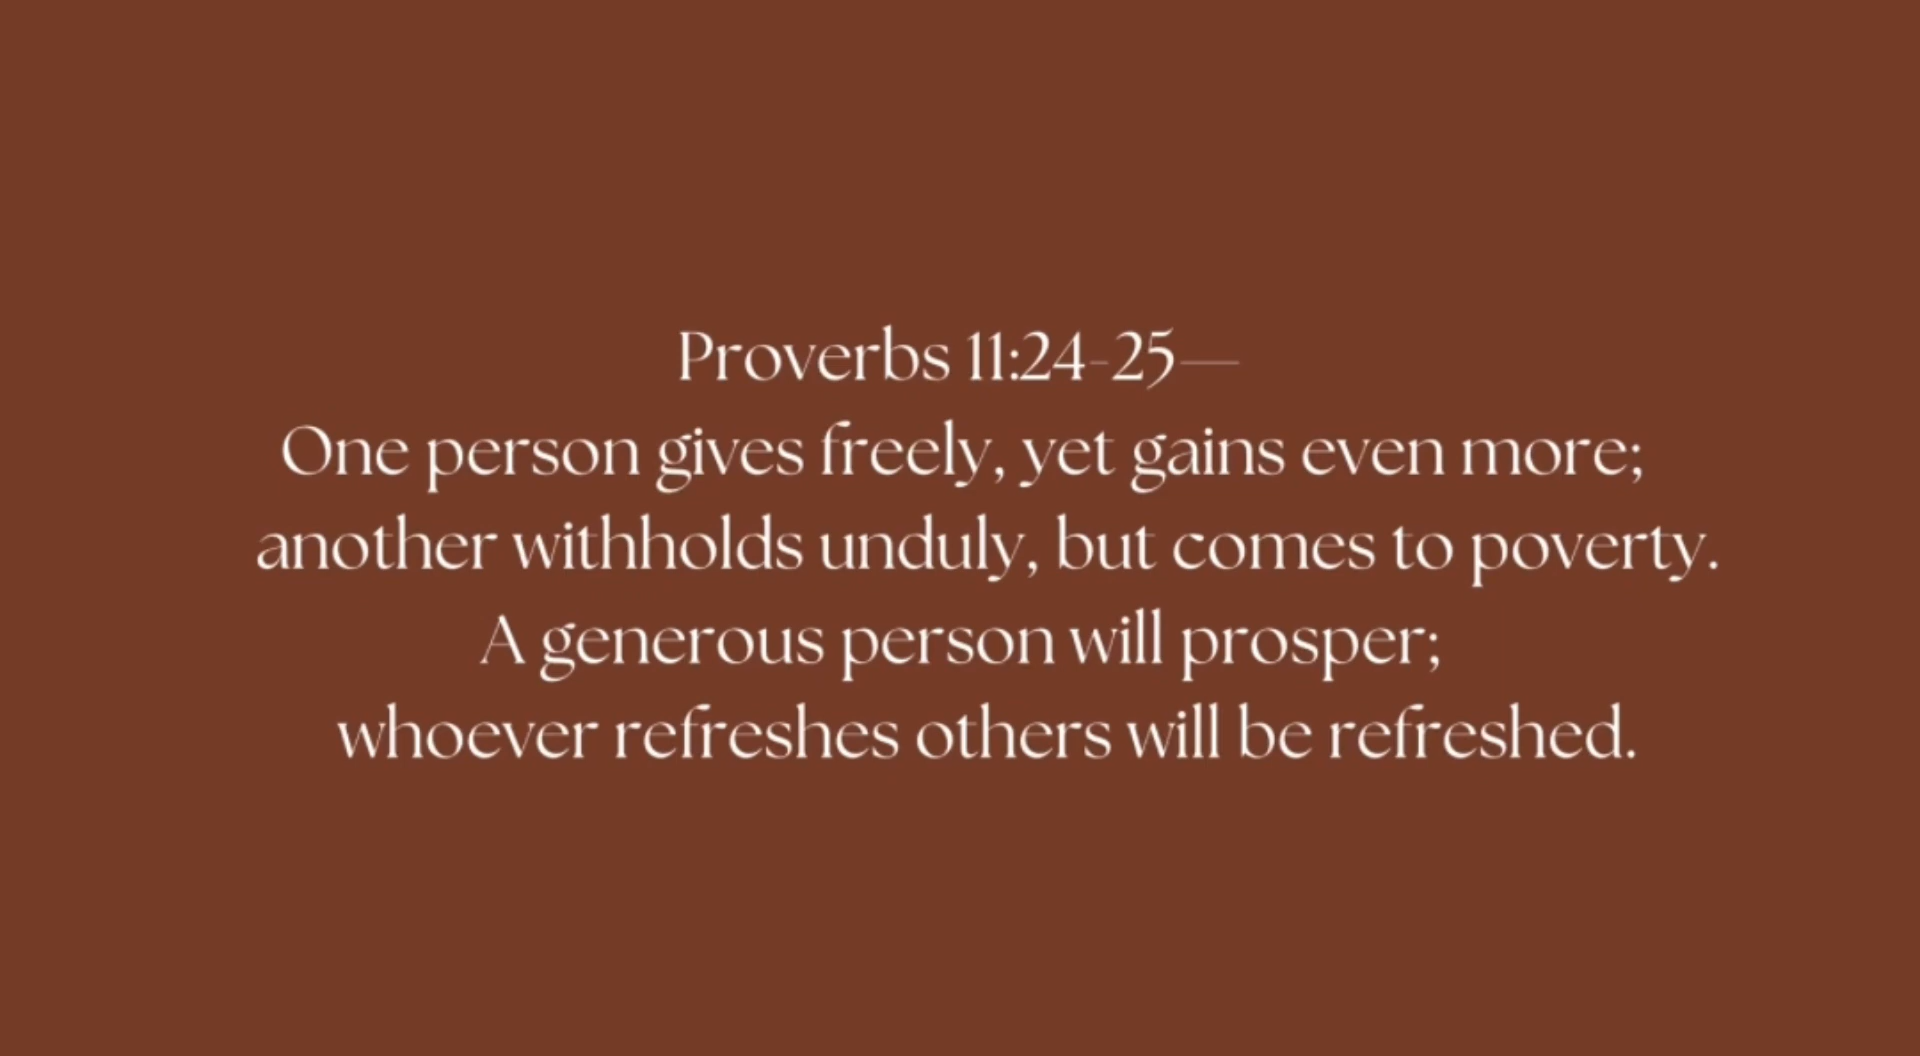 Proverbs 11:24-25—
One person gives freely, yet gains even more;
another withholds unduly, but comes to poverty.
A generous person will prosper;
whoever refreshes others will be refreshed.